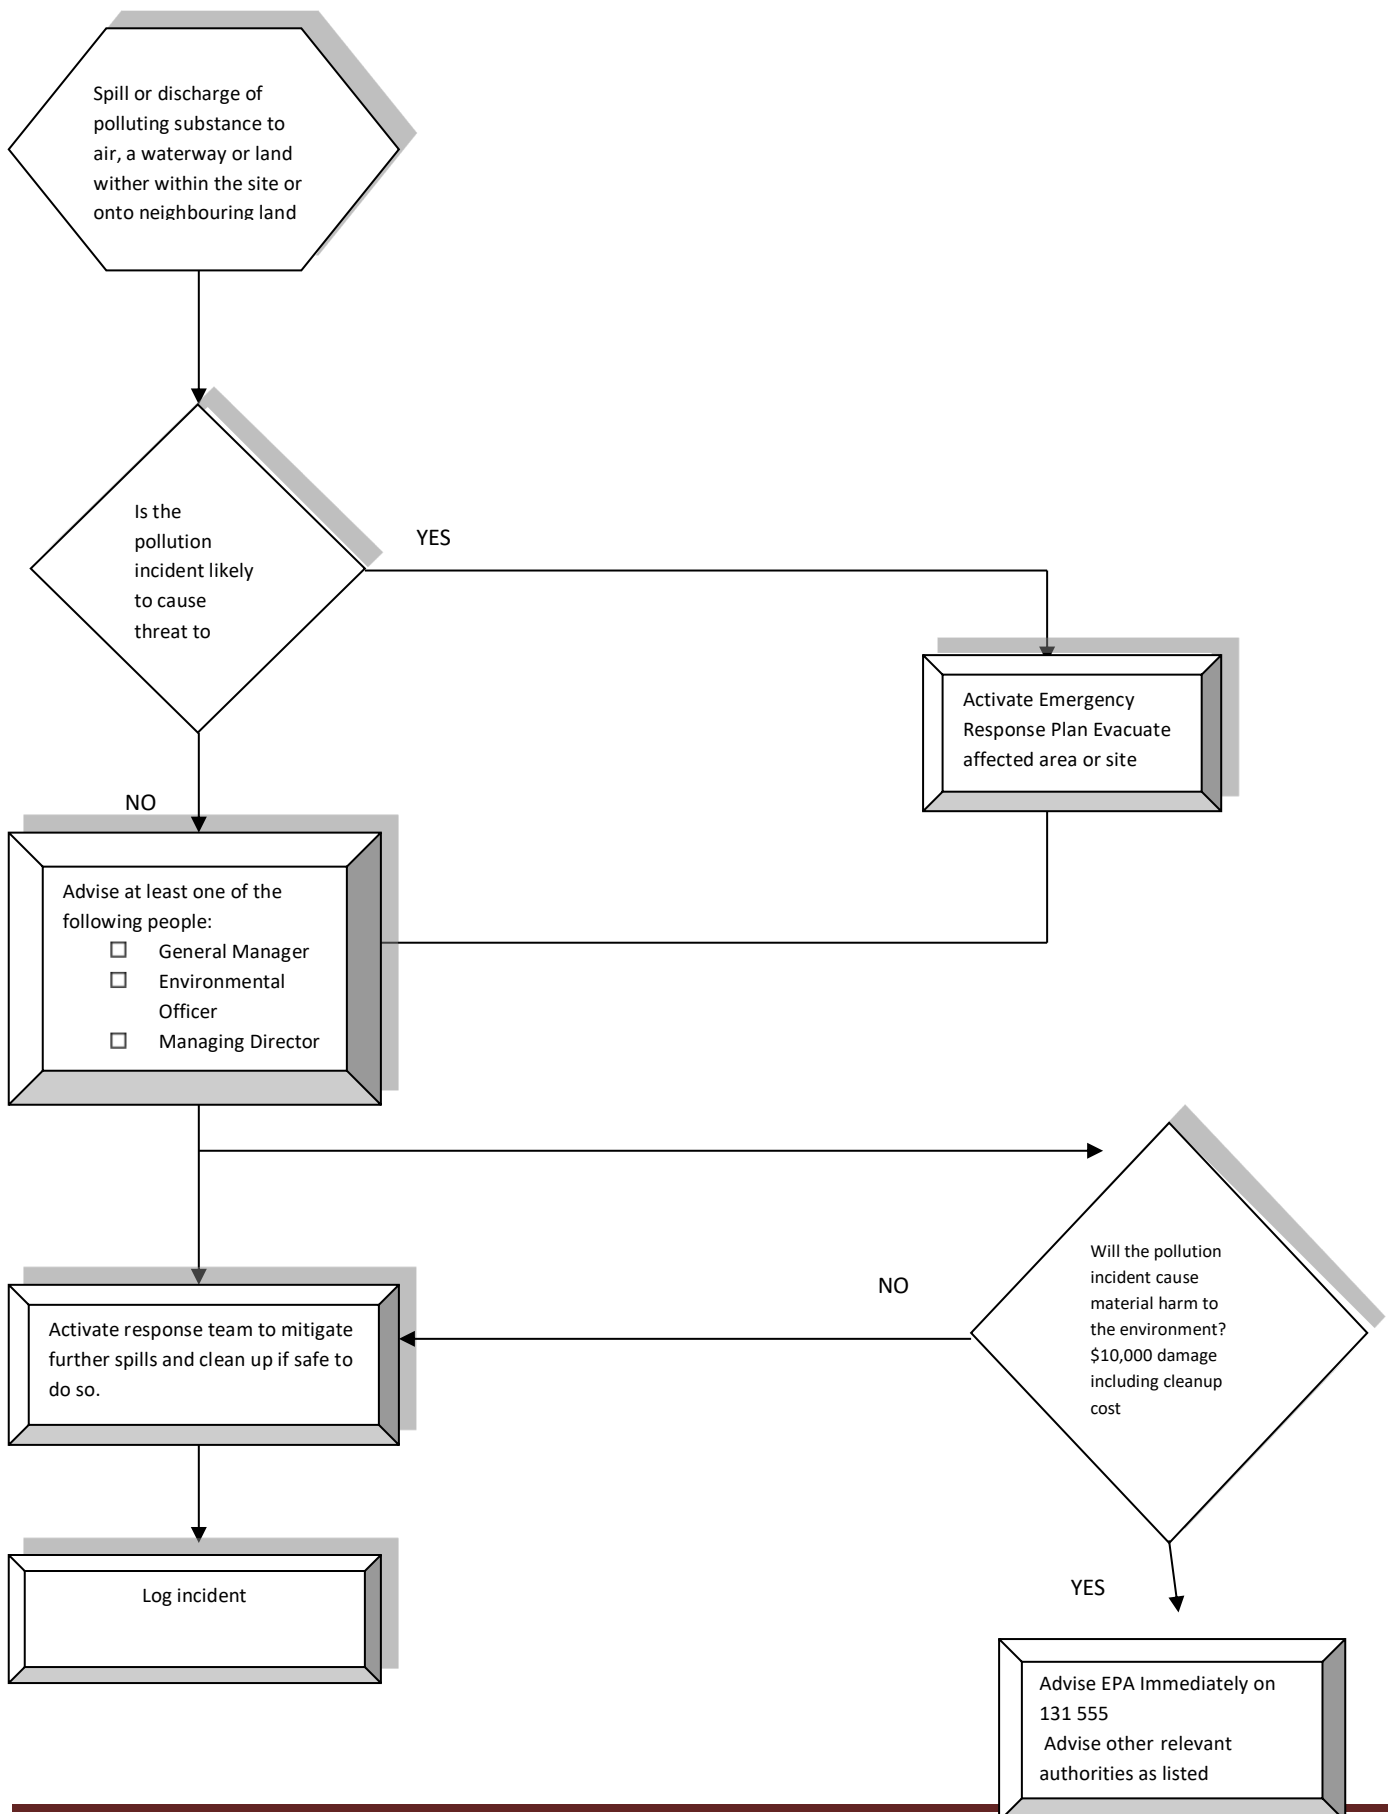 Spill or discharge of
polluting substance to
air, a waterway or land
wither within the site or
onto neighbouring land
Is the
pollution
incident likely
to cause
threat to
YES
Activate Emergency
Response Plan Evacuate
affected area or site
NO
Advise at least one of the
following people:
☐ General Manager
☐ Environmental
Officer
☐ Managing Director
Will the pollution
incident cause
material harm to
the environment?
$10,000 damage
including cleanup
cost
NO
Activate response team to mitigate
further spills and clean up if safe to
do so.
Log incident
YES
Advise EPA Immediately on
131 555
Advise other relevant
authorities as listed